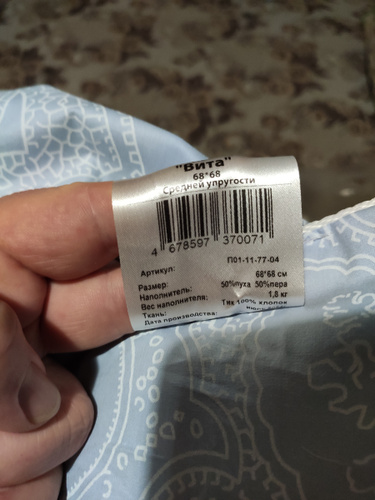 "Вита"
68*68
Средней упругости
4 678597 370071
Артикул: П01-11-77-04
Размер: 68*68 см
Наполнитель: 50%пуха 50%пера
Вес наполнителя: 1,8 кг
Ткань: Тик 100% хлопок
Дата производства: